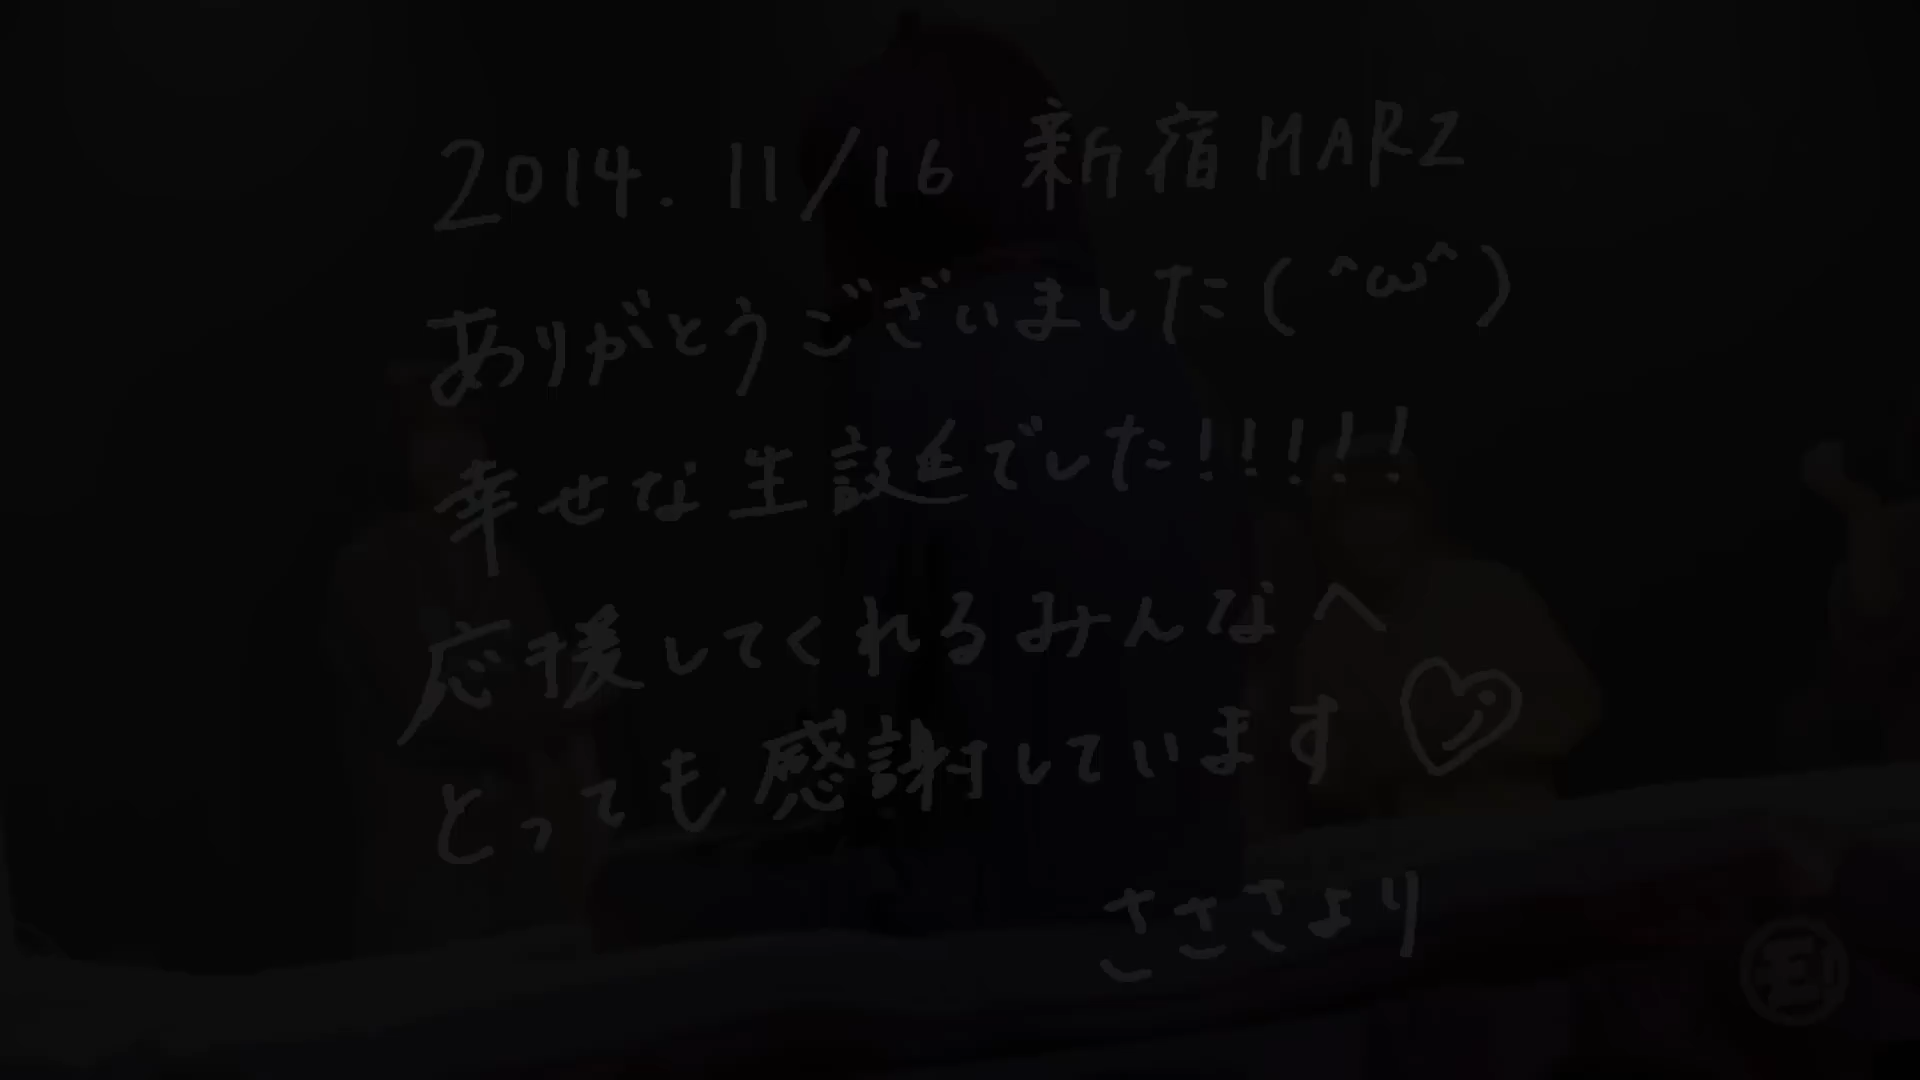 2014. 11/16 新宿MARZ
ありがとうございました(^ω^)
幸せな生誕でした!!!!!
応援してくれるみんなへ
とっても感謝しています♡
さささより